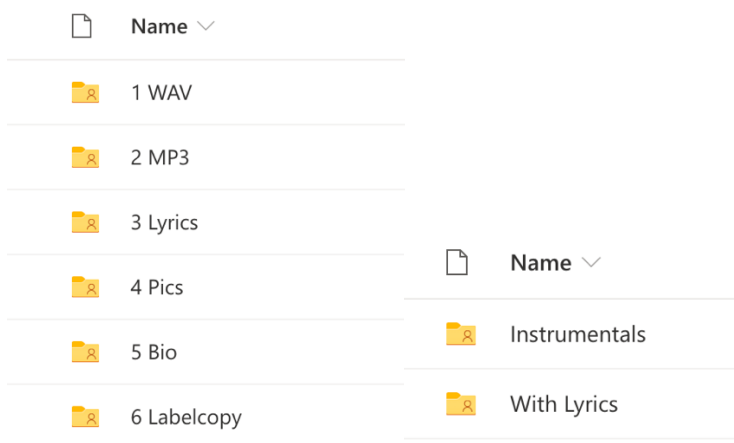 Name
1 WAV
2 MP3
3 Lyrics
4 Pics
5 Bio
6 Labelcopy
Name
Instrumentals
With Lyrics